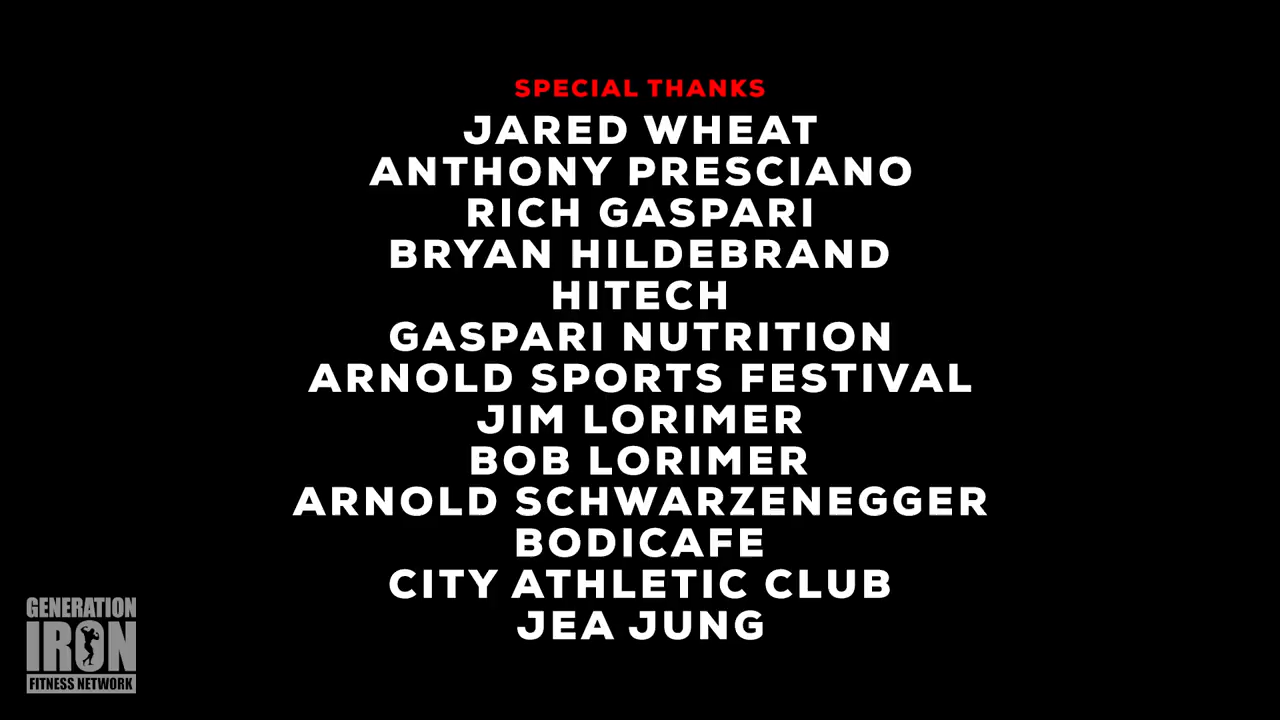 SPECIAL THANKS
JARED WHEAT
ANTHONY PRESCIANO
RICH GASPARI
BRYAN HILDEBRAND
HITECH
GASPARI NUTRITION
ARNOLD SPORTS FESTIVAL
JIM LORIMER
BOB LORIMER
ARNOLD SCHWARZENEGGER
BODICAFE
CITY ATHLETIC CLUB
JEA JUNG
GENERATION
IRON
FITNESS NETWORK